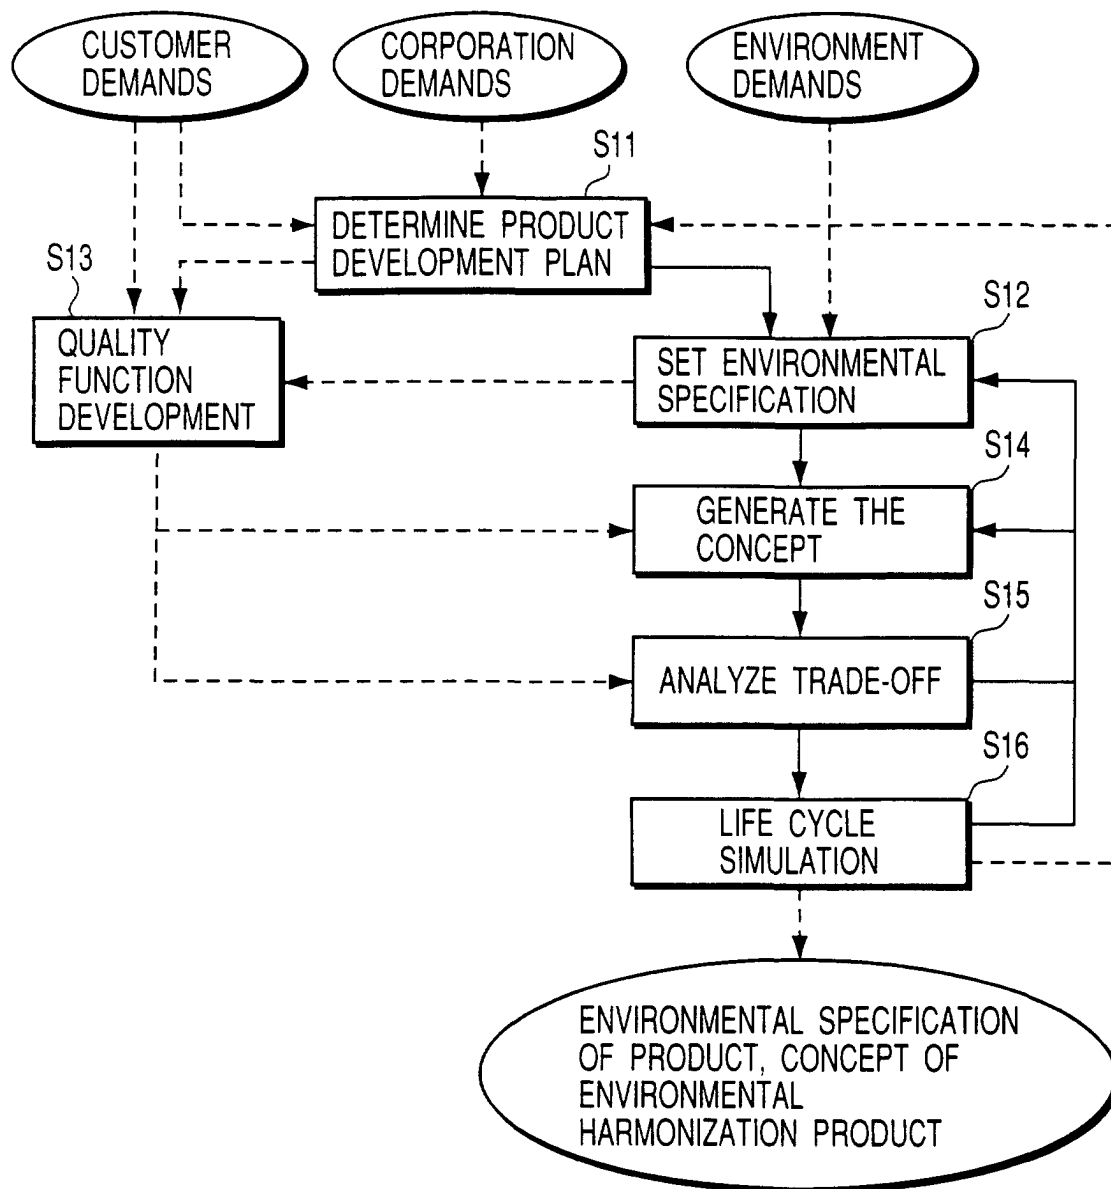 CUSTOMER
DEMANDS
CORPORATION
DEMANDS
ENVIRONMENT
DEMANDS
S11
DETERMINE PRODUCT
DEVELOPMENT PLAN
S13
QUALITY
FUNCTION
DEVELOPMENT
S12
SET ENVIRONMENTAL
SPECIFICATION
S14
GENERATE THE
CONCEPT
S15
ANALYZE TRADE-OFF
S16
LIFE CYCLE
SIMULATION
ENVIRONMENTAL SPECIFICATION
OF PRODUCT, CONCEPT OF
ENVIRONMENTAL
HARMONIZATION PRODUCT